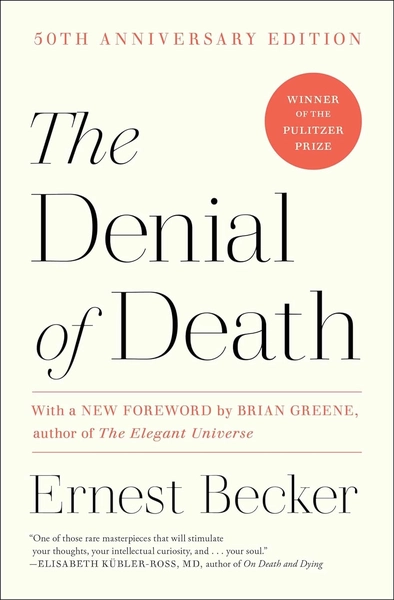 50TH ANNIVERSARY EDITION
WINNER
OF THE
PULITZER
PRIZE
The
Denial
of Death
With a NEW FOREWORD by BRIAN GREENE,
author of The Elegant Universe
Ernest Becker
“One of those rare masterpieces that will stimulate
your thoughts, your intellectual curiosity, and . . . your soul.”
—ELISABETH KÜBLER-ROSS, MD, author of On Death and Dying